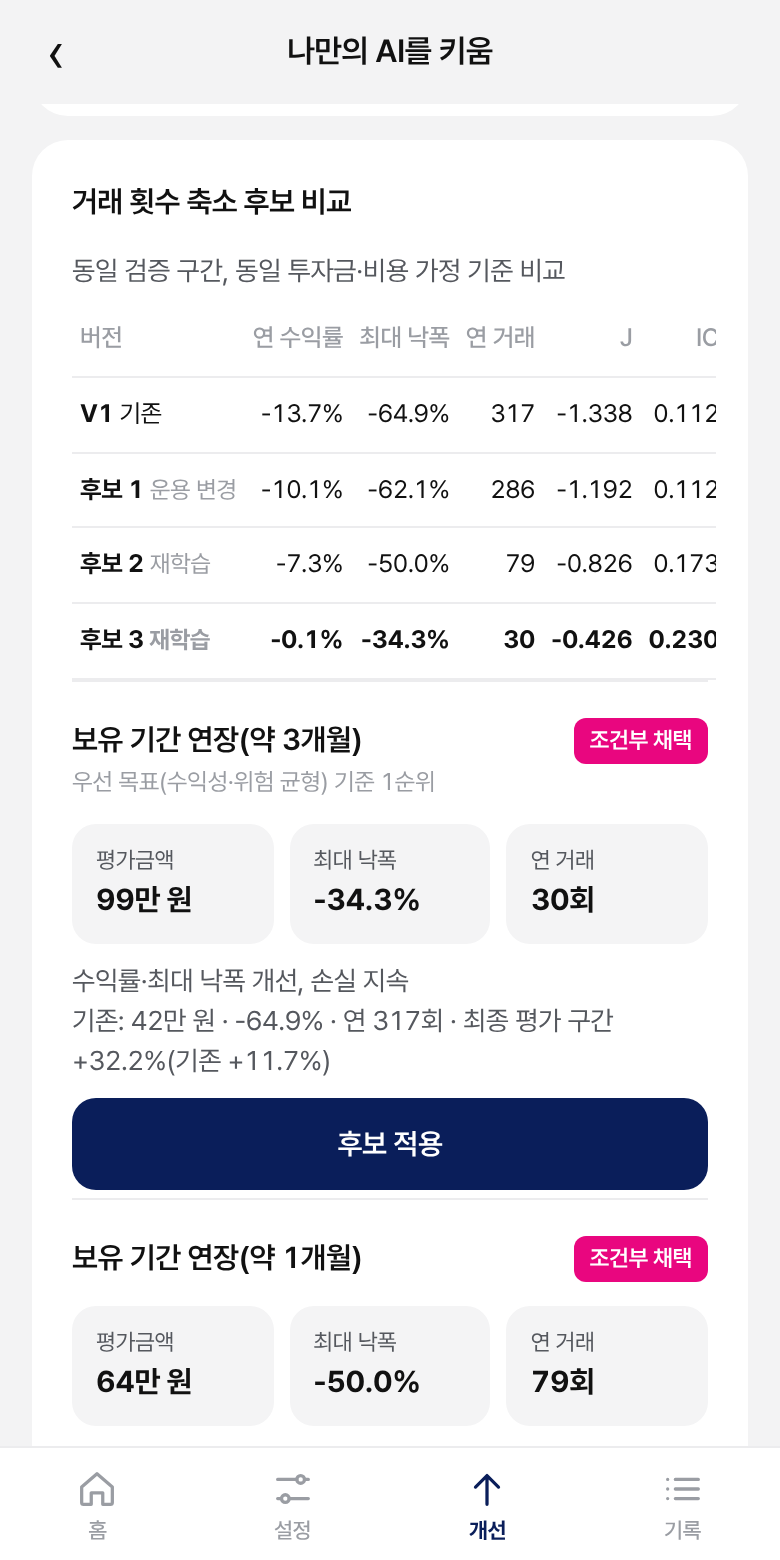 나만의 AI를 키움
거래 횟수 축소 후보 비교
동일 검증 구간, 동일 투자금·비용 가정 기준 비교
버전 연 수익률 최대 낙폭 연 거래 J IC
V1 기존 -13.7% -64.9% 317 -1.338 0.112
후보 1 운용 변경 -10.1% -62.1% 286 -1.192 0.112
후보 2 재학습 -7.3% -50.0% 79 -0.826 0.173
후보 3 재학습 -0.1% -34.3% 30 -0.426 0.230
보유 기간 연장(약 3개월) 조건부 채택
우선 목표(수익성·위험 균형) 기준 1순위
평가금액 최대 낙폭 연 거래
99만 원 -34.3% 30회
수익률·최대 낙폭 개선, 손실 지속
기존: 42만 원 · -64.9% · 연 317회 · 최종 평가 구간
+32.2%(기존 +11.7%)
후보 적용
보유 기간 연장(약 1개월) 조건부 채택
평가금액 최대 낙폭 연 거래
64만 원 -50.0% 79회
홈 설정 개선 기록